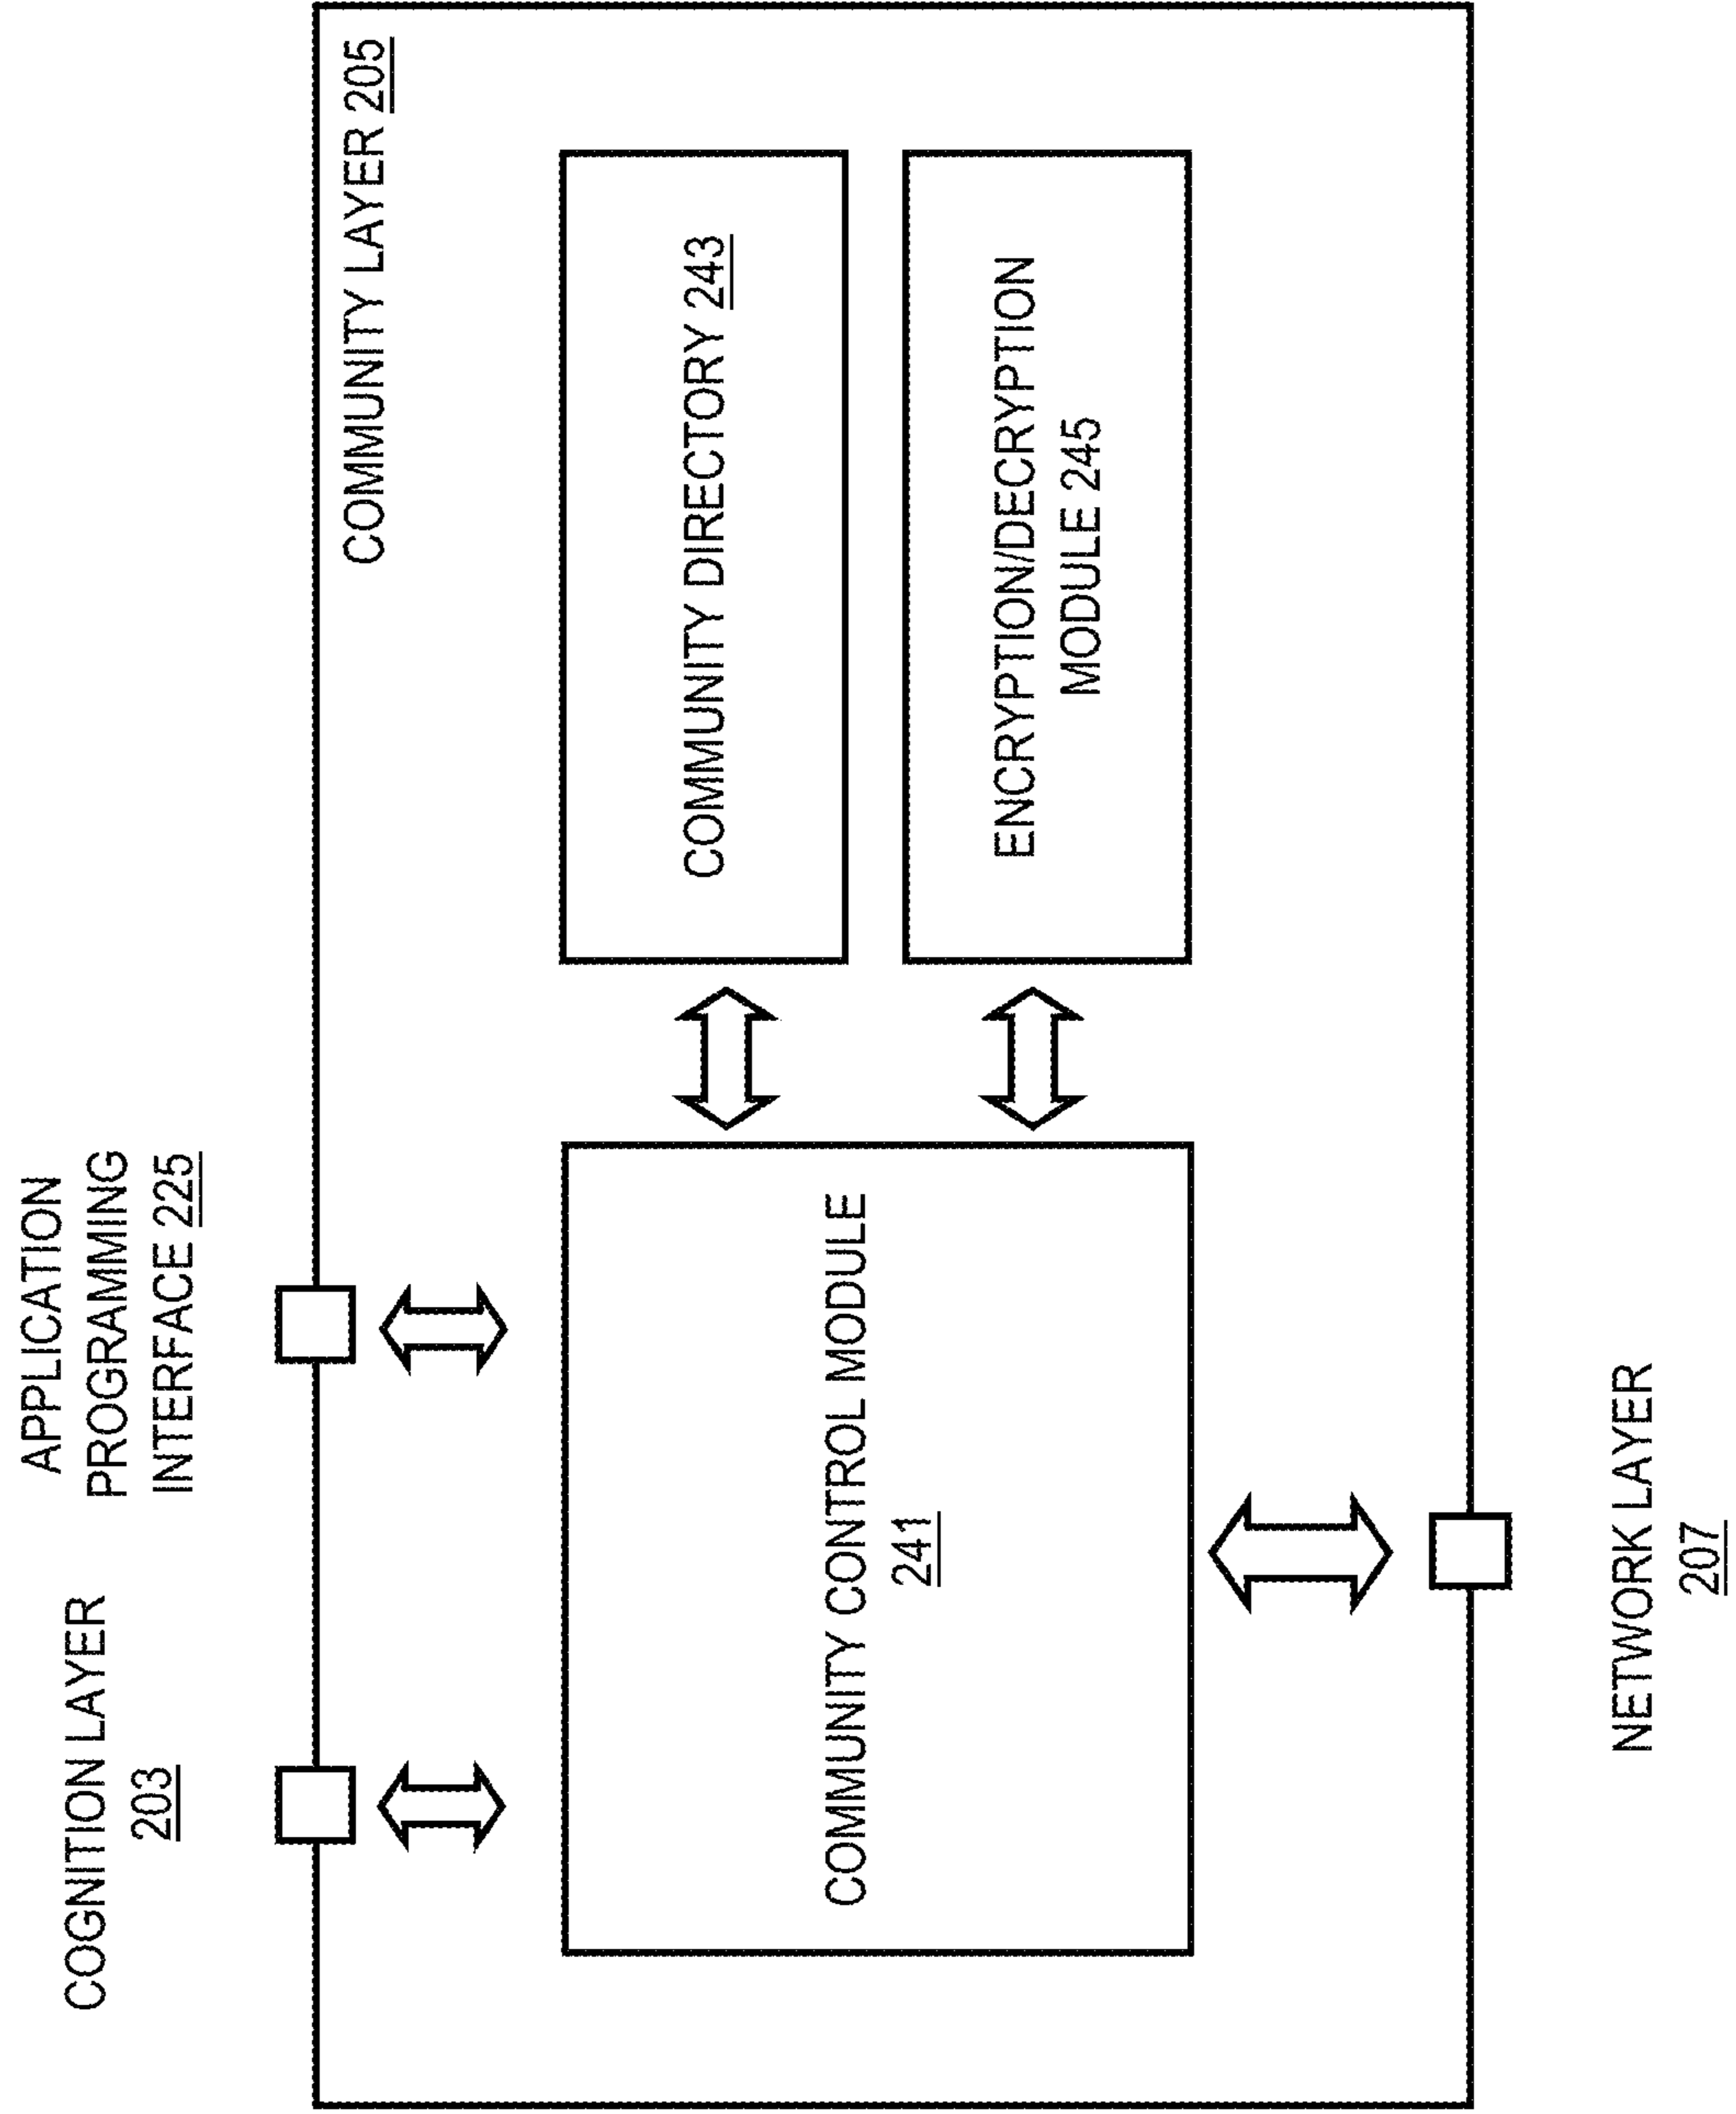 COGNITION LAYER
203
APPLICATION
PROGRAMING
INTERFACE 225
COMMUNITY LAYER 205
COMMUNITY CONTROL MODULE
241
COMMUNITY DIRECTORY 243
ENCRYPTION/DECRYPTION
MODULE 245
NETWORK LAYER
207